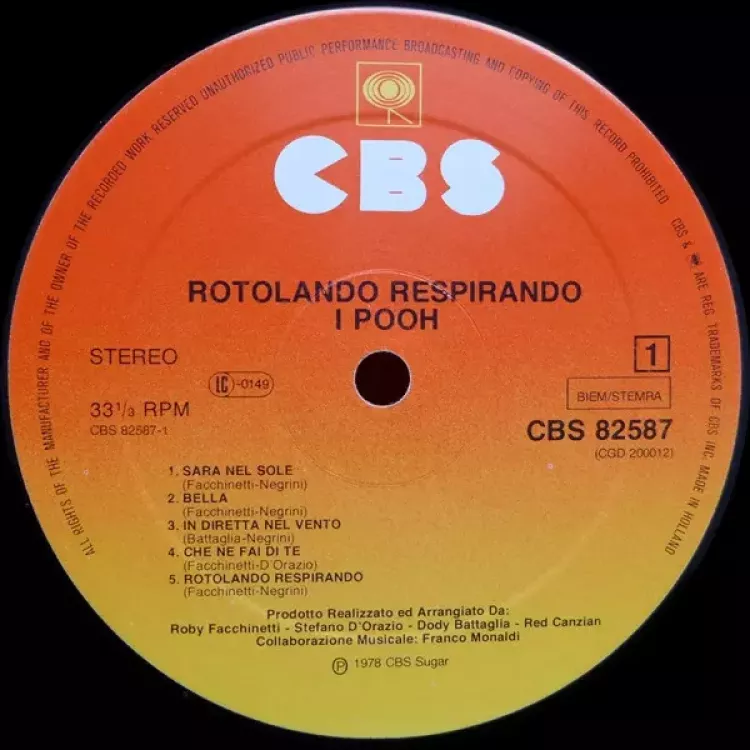 ALL RIGHTS OF THE MANUFACTURER AND OF THE OWNER OF THE RECORDED WORK RESERVED UNAUTHORIZED PUBLIC PERFORMANCE BROADCASTING AND COPYING OF THIS RECORD PROHIBITED
CBS & ARE REG. TRADEMARKS OF CBS INC. MADE IN HOLLAND
CBS
ROTOLANDO RESPIRANDO
I POOH
STEREO
1
LC-0149
BIEM/STEMRA
33 1/3 RPM
CBS 82587
CBS 82587-1
(CGD 200012)
1. SARA NEL SOLE
(Facchinetti-Negrini)
2. BELLA
(Facchinetti-Negrini)
3. IN DIRETTA NEL VENTO
(Battaglia-Negrini)
4. CHE NE FAI DI TE
(Facchinetti-D'Orazio)
5. ROTOLANDO RESPIRANDO
(Facchinetti-Negrini)
Prodotto Realizzato ed Arrangiato Da:
Roby Facchinetti - Stefano D'Orazio - Dody Battaglia - Red Canzian
Collaborazione Musicale: Franco Monaldi
℗ 1978 CBS Sugar